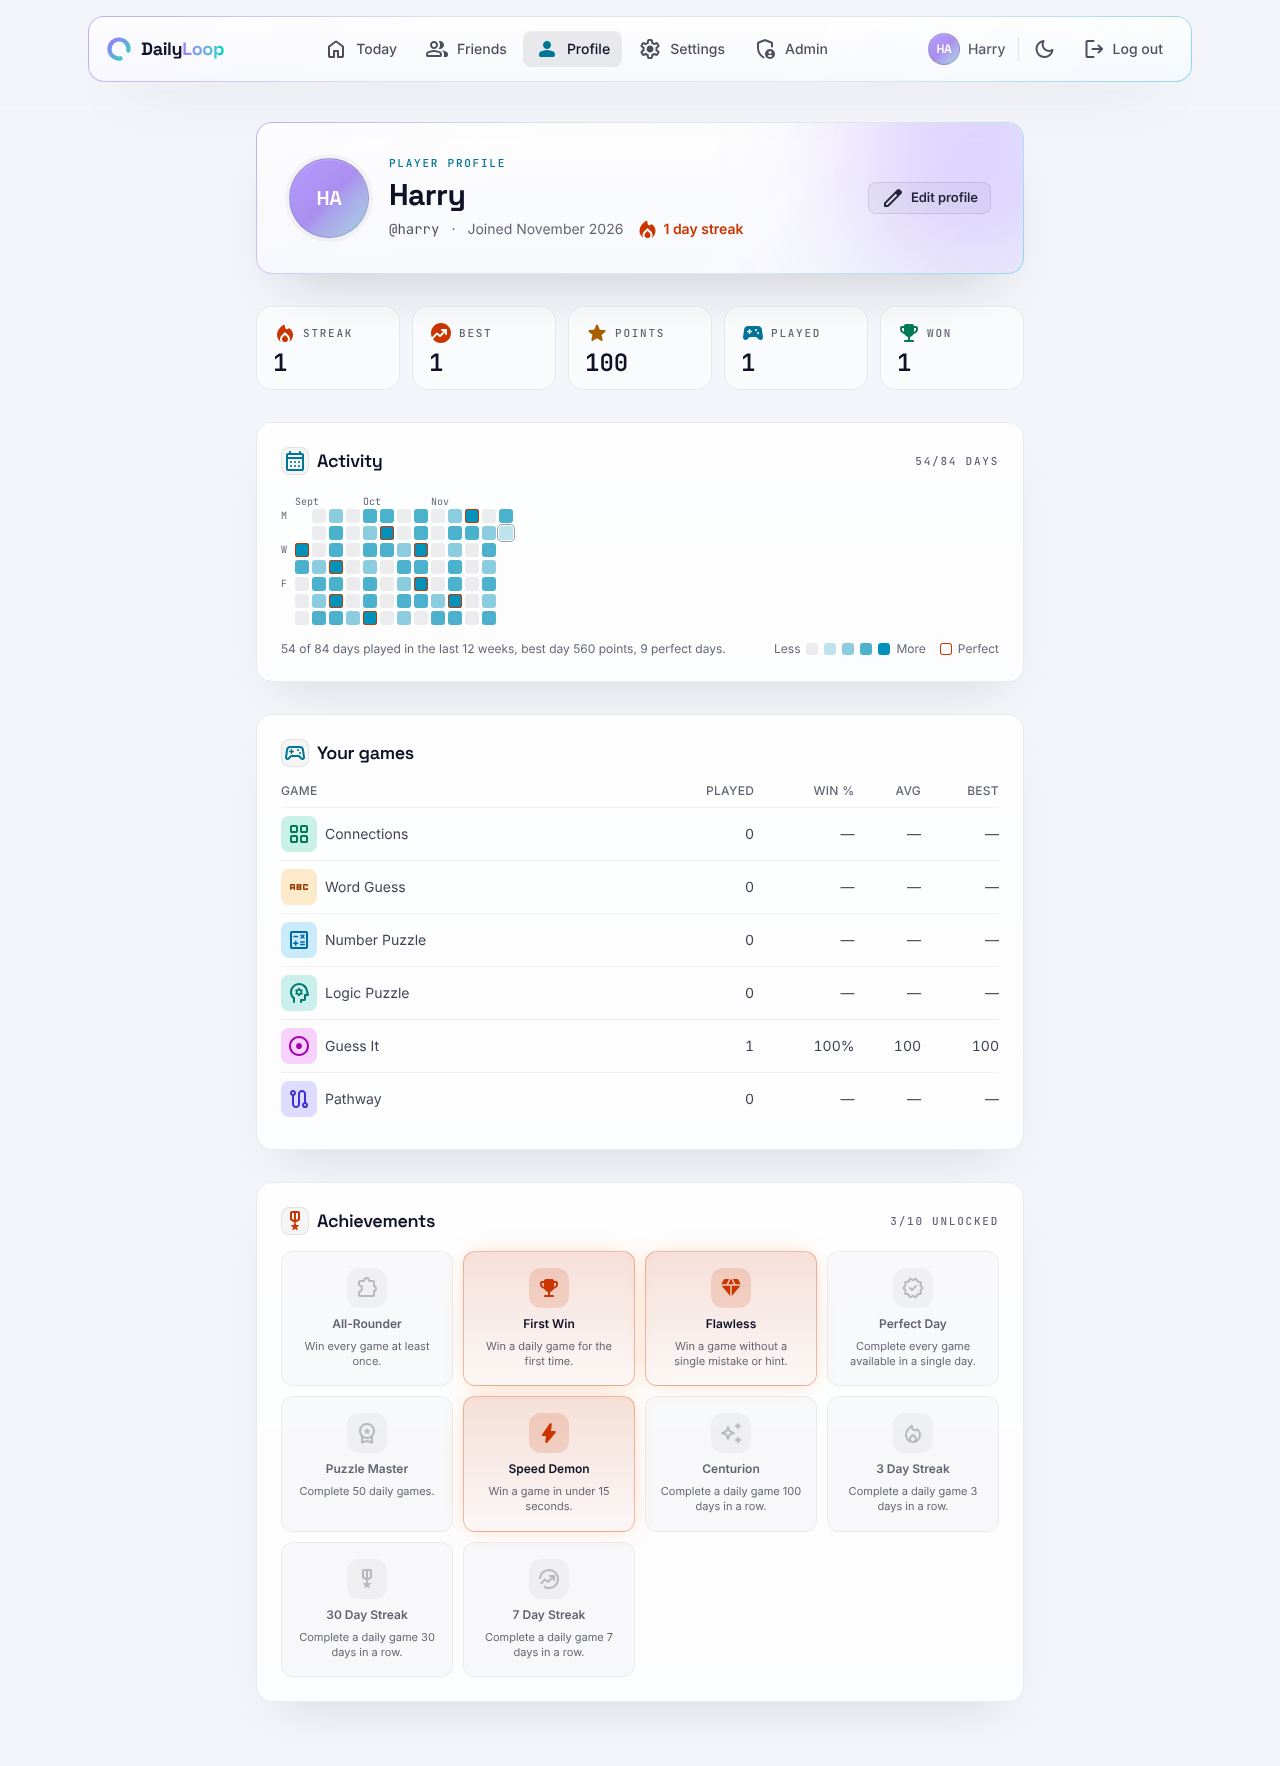 DailyLoop
Today
Friends
Profile
Settings
Admin
HA
Harry
Log out
HA
PLAYER PROFILE
Harry
@harry · Joined November 2026 1 day streak
Edit profile
STREAK
1
BEST
1
POINTS
100
PLAYED
1
WON
1
Activity
54/84 DAYS
Sept Oct Nov
M
W
F
54 of 84 days played in the last 12 weeks, best day 560 points, 9 perfect days.
Less More Perfect
Your games
GAME PLAYED WIN % AVG BEST
Connections 0 — — —
ABC Word Guess 0 — — —
Number Puzzle 0 — — —
Logic Puzzle 0 — — —
Guess It 1 100% 100 100
Pathway 0 — — —
Achievements
3/10 UNLOCKED
All-Rounder
Win every game at least
once.
First Win
Win a daily game for the
first time.
Flawless
Win a game without a
single mistake or hint.
Perfect Day
Complete every game
available in a single day.
Puzzle Master
Complete 50 daily games.
Speed Demon
Win a game in under 15
seconds.
Centurion
Complete a daily game 100
days in a row.
3 Day Streak
Complete a daily game 3
days in a row.
30 Day Streak
Complete a daily game 30
days in a row.
7 Day Streak
Complete a daily game 7
days in a row.